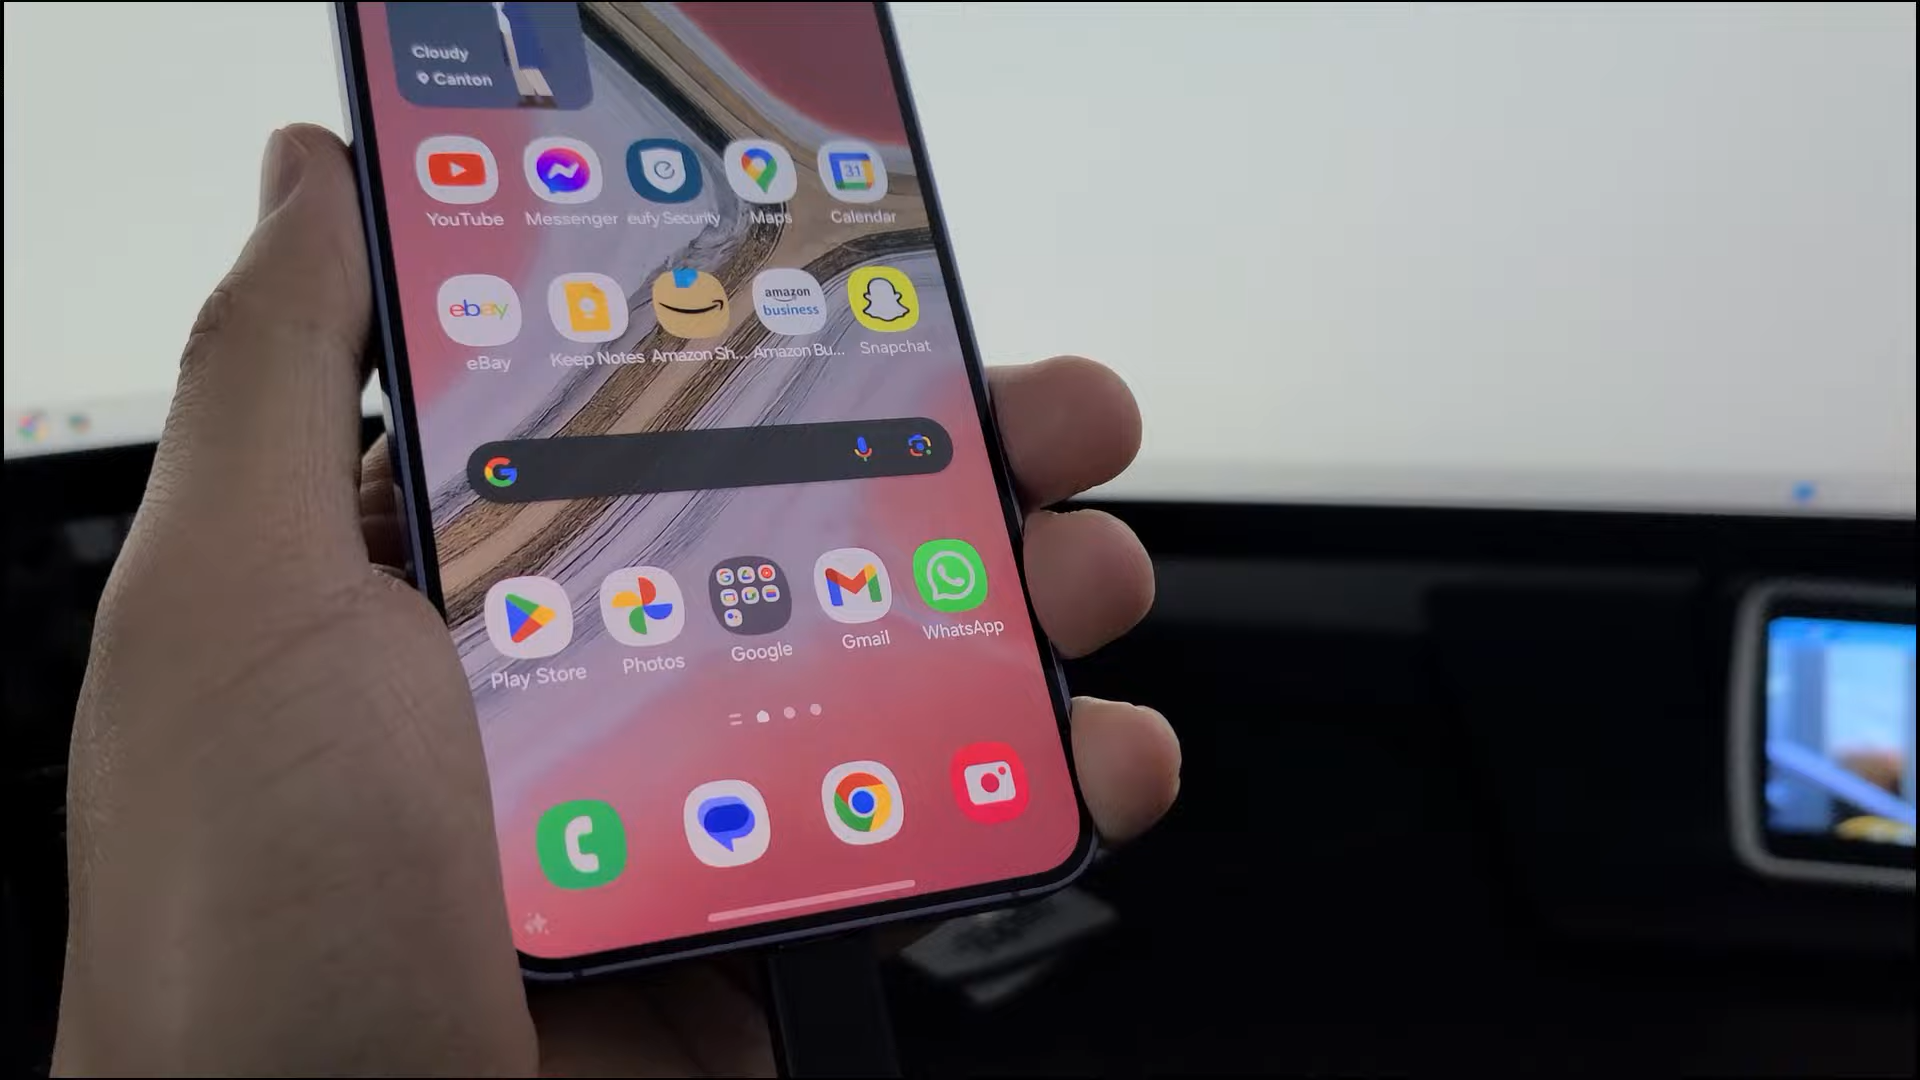 Cloudy
Canton
YouTube
Messenger
eufy Security
Maps
31
Calendar
ebay
eBay
Keep Notes
Amazon Sh...
amazon
business
Amazon Bu...
Snapchat
Play Store
Photos
Google
Gmail
WhatsApp